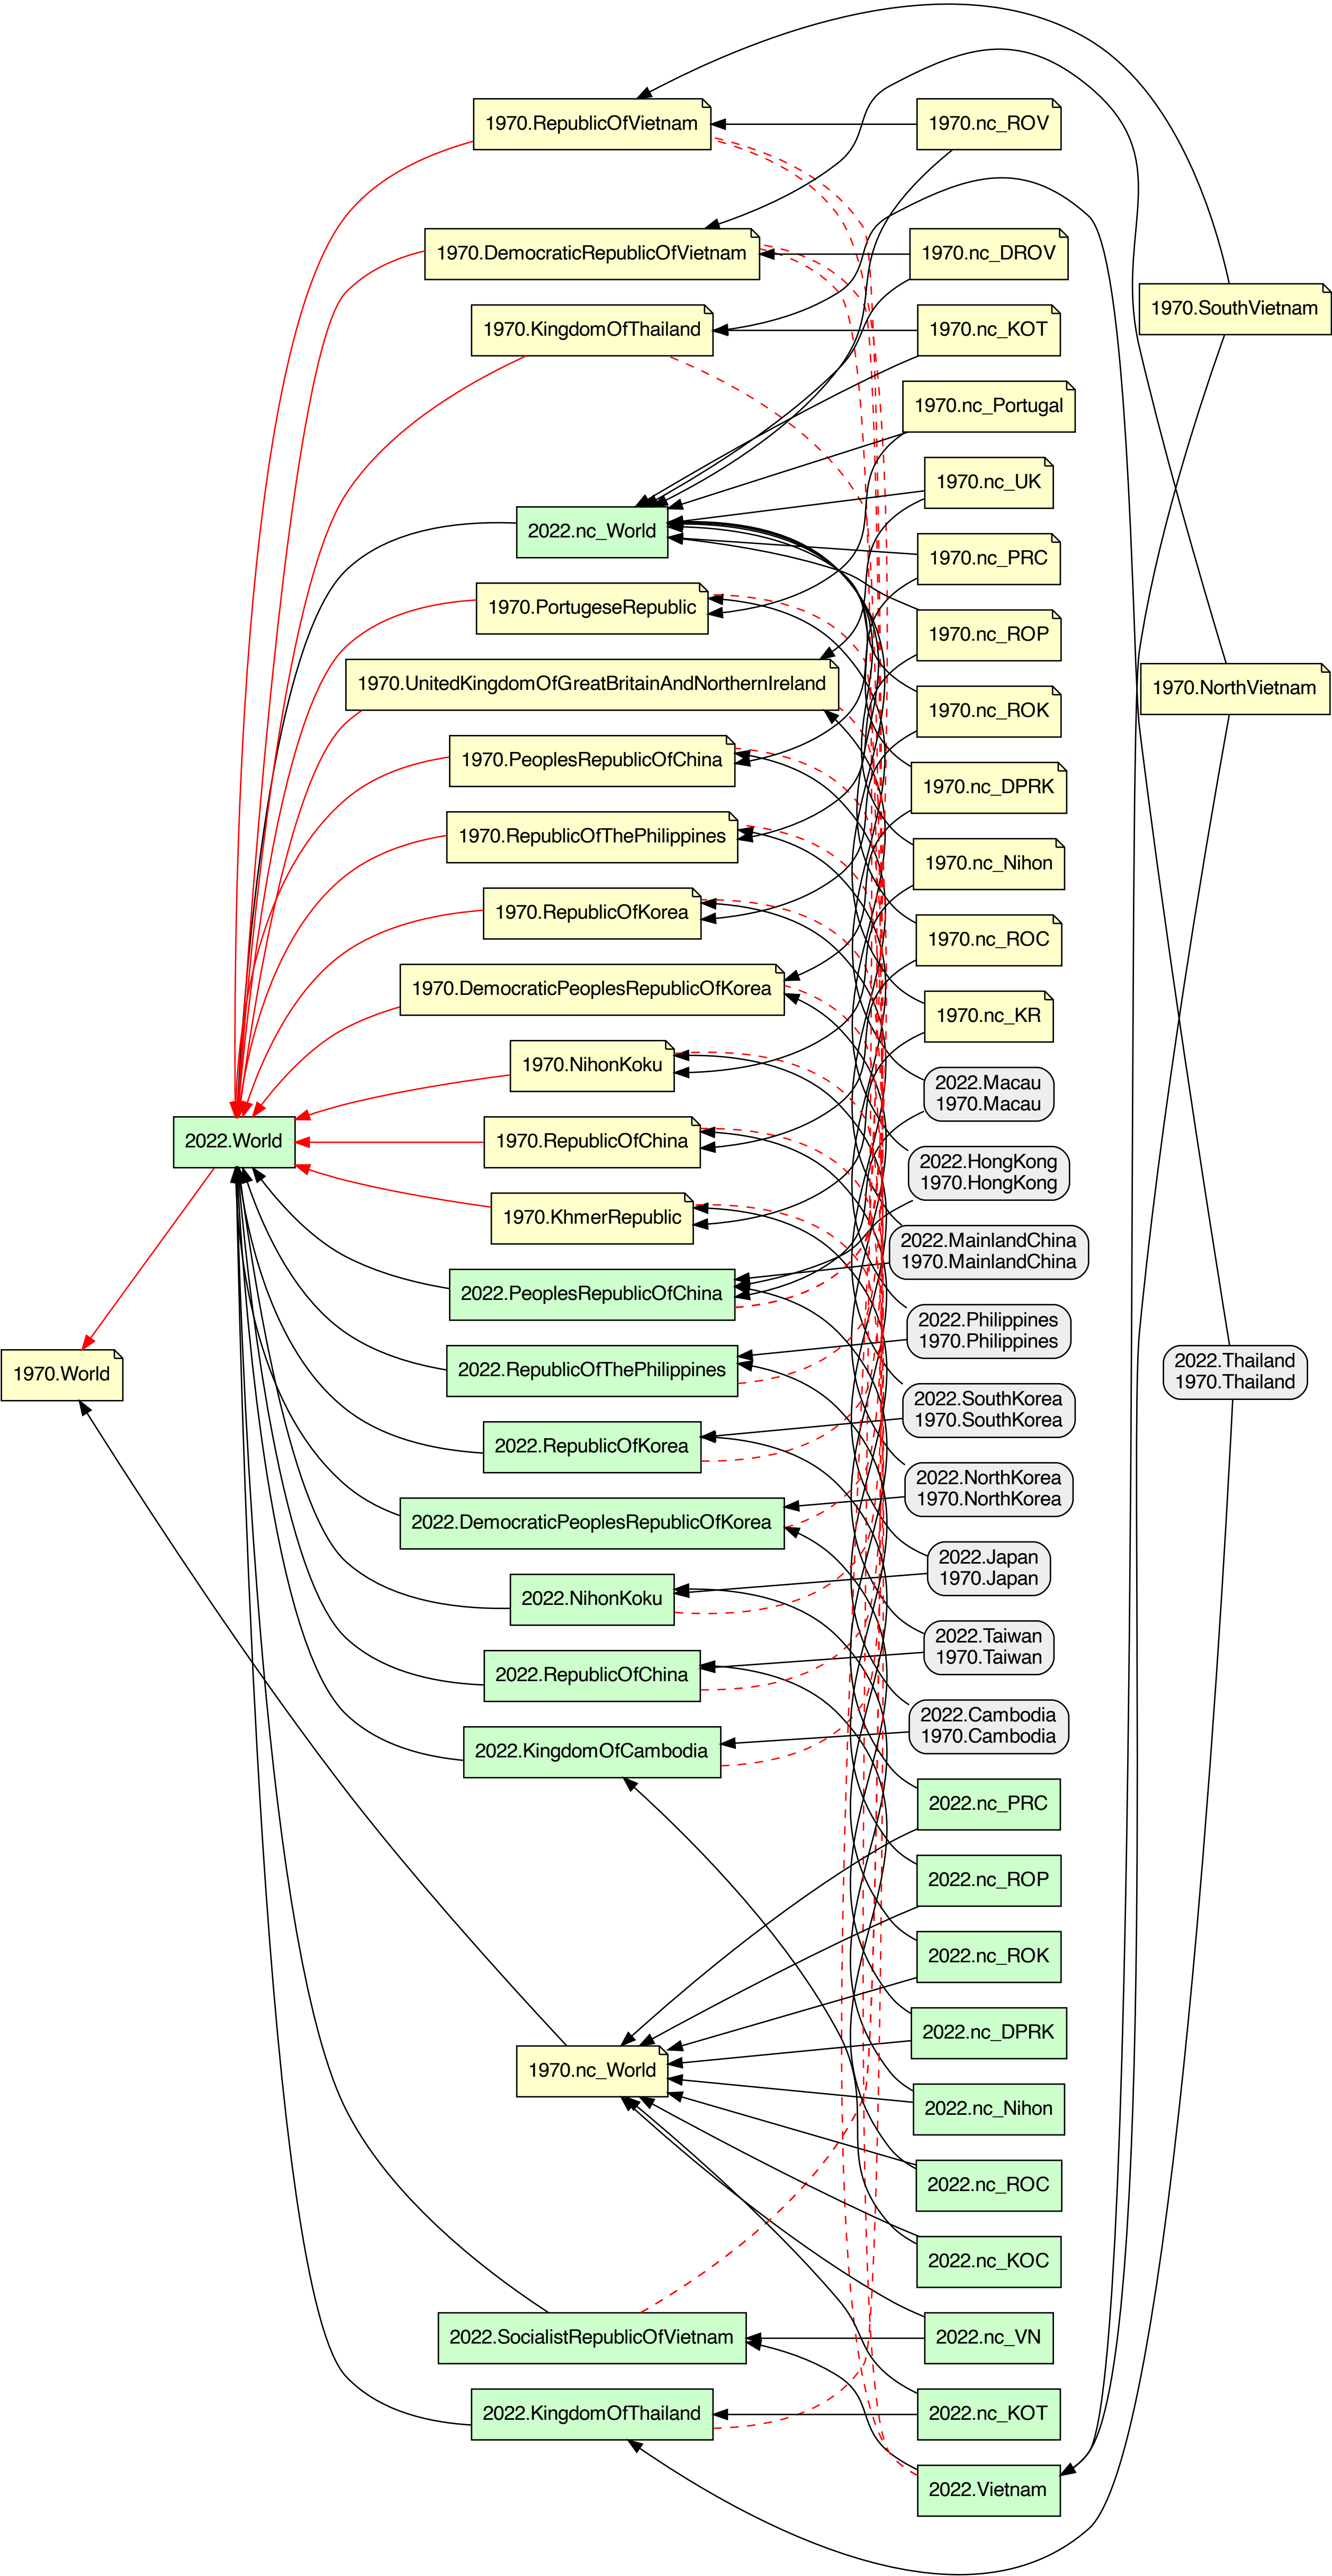 1970.RepublicOfVietnam
1970.nc_ROV
1970.DemocraticRepublicOfVietnam
1970.nc_DROV
1970.SouthVietnam
1970.KingdomOfThailand
1970.nc_KOT
1970.nc_Portugal
1970.nc_UK
2022.nc_World
1970.nc_PRC
1970.PortugeseRepublic
1970.nc_ROP
1970.UnitedKingdomOfGreatBritainAndNorthernIreland
1970.NorthVietnam
1970.nc_ROK
1970.PeoplesRepublicOfChina
1970.nc_DPRK
1970.RepublicOfThePhilippines
1970.nc_Nihon
1970.RepublicOfKorea
1970.nc_ROC
1970.DemocraticPeoplesRepublicOfKorea
1970.nc_KR
1970.NihonKoku
2022.Macau
1970.Macau
2022.World
1970.RepublicOfChina
2022.HongKong
1970.HongKong
1970.KhmerRepublic
2022.MainlandChina
1970.MainlandChina
2022.PeoplesRepublicOfChina
2022.Philippines
1970.Philippines
1970.World
2022.RepublicOfThePhilippines
2022.Thailand
1970.Thailand
2022.SouthKorea
1970.SouthKorea
2022.RepublicOfKorea
2022.NorthKorea
1970.NorthKorea
2022.DemocraticPeoplesRepublicOfKorea
2022.Japan
1970.Japan
2022.NihonKoku
2022.Taiwan
1970.Taiwan
2022.RepublicOfChina
2022.Cambodia
1970.Cambodia
2022.KingdomOfCambodia
2022.nc_PRC
2022.nc_ROP
2022.nc_ROK
2022.nc_DPRK
1970.nc_World
2022.nc_Nihon
2022.nc_ROC
2022.nc_KOC
2022.SocialistRepublicOfVietnam
2022.nc_VN
2022.KingdomOfThailand
2022.nc_KOT
2022.Vietnam